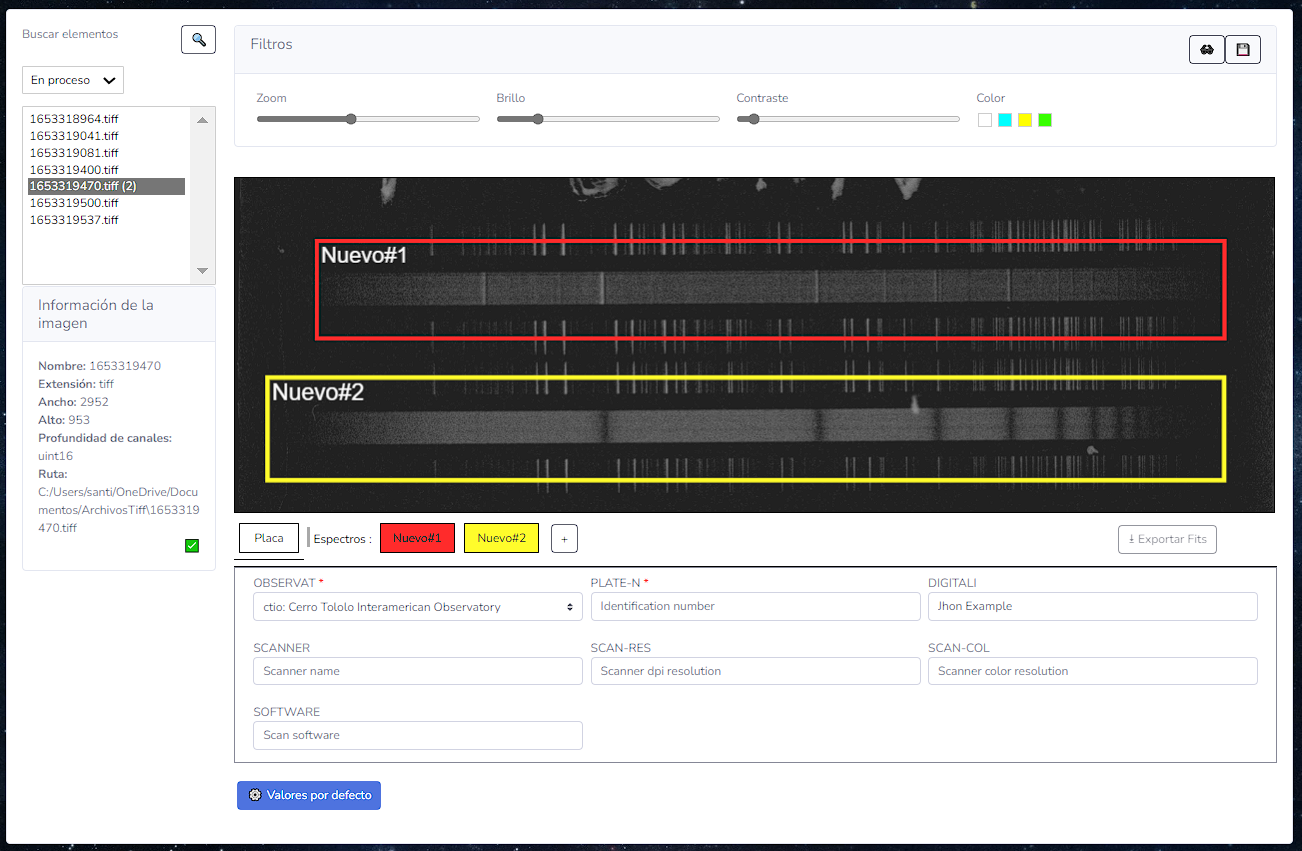 Buscar elementos
En proceso
1653318964.tiff
1653319041.tiff
1653319081.tiff
1653319400.tiff
1653319470.tiff (2)
1653319500.tiff
1653319537.tiff
Información de la
imagen
Nombre: 1653319470
Extensión: tiff
Ancho: 2952
Alto: 953
Profundidad de canales:
uint16
Ruta:
C:/Users/santi/OneDrive/Docu
mentos/ArchivosTiff\1653319
470.tiff
Filtros
Zoom
Brillo
Contraste
Color
Nuevo#1
Nuevo#2
Placa
Espectros :
Nuevo#1
Nuevo#2
+
Exportar Fits
OBSERVAT *
PLATE-N *
DIGITALI
ctio: Cerro Tololo Interamerican Observatory
Identification number
Jhon Example
SCANNER
SCAN-RES
SCAN-COL
Scanner name
Scanner dpi resolution
Scanner color resolution
SOFTWARE
Scan software
Valores por defecto